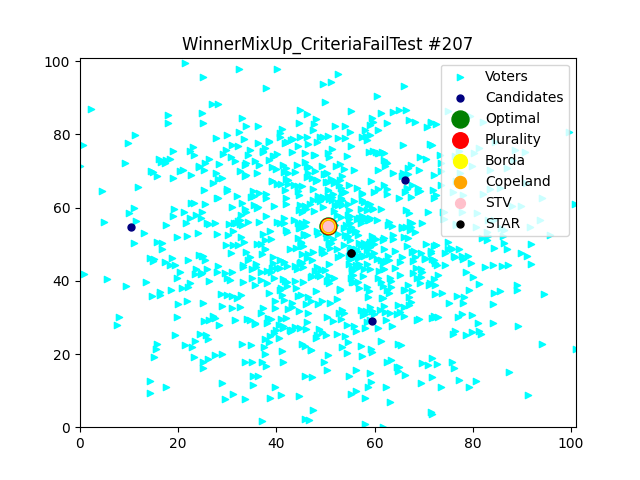 WinnerMixUp_CriteriaFailTest #207
100
80
60
40
20
0
0
20
40
60
80
100
Voters
Candidates
Optimal
Plurality
Borda
Copeland
STV
STAR